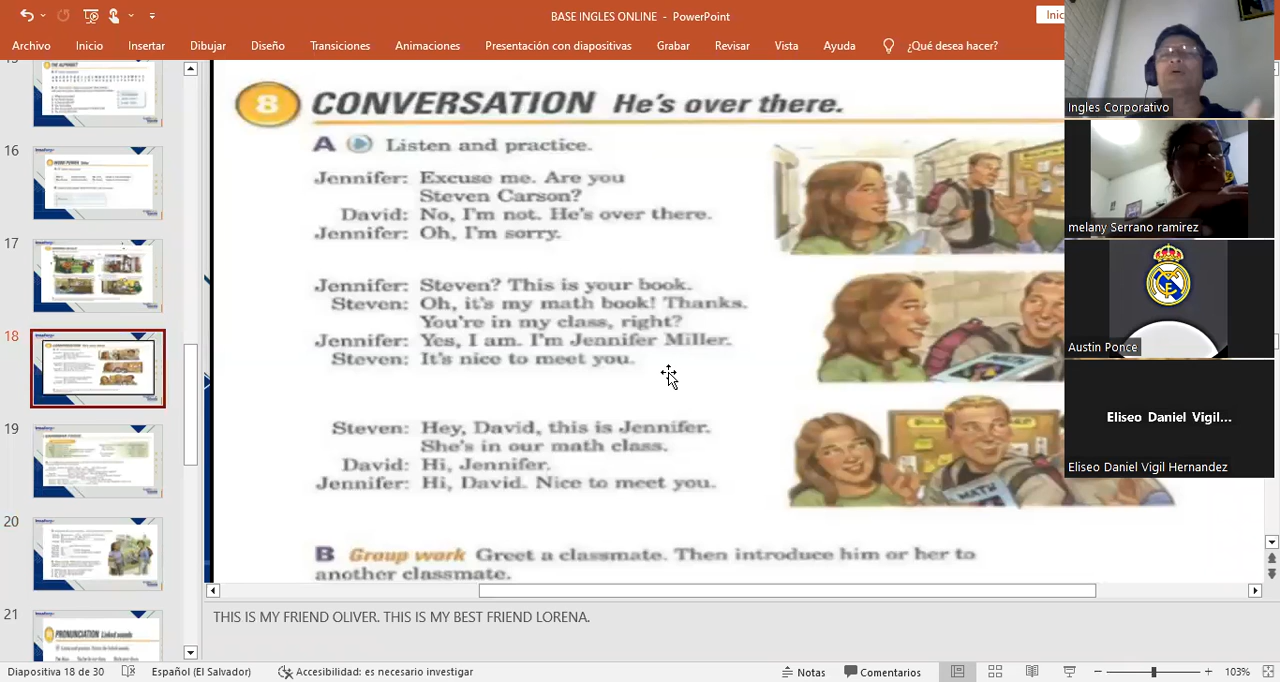 BASE INGLES ONLINE - PowerPoint
Inic
Archivo Inicio Insertar Dibujar Diseño Transiciones Animaciones Presentación con diapositivas Grabar Revisar Vista Ayuda ¿Qué desea hacer?
16
17
18
19
20
21
8 CONVERSATION He's over there.
A Listen and practice.
Jennifer: Excuse me. Are you
Steven Carson?
David: No, I'm not. He's over there.
Jennifer: Oh, I'm sorry.
Jennifer: Steven? This is your book.
Steven: Oh, it's my math book! Thanks.
You're in my class, right?
Jennifer: Yes, I am. I'm Jennifer Miller.
Steven: It's nice to meet you.
Steven: Hey, David, this is Jennifer.
She's in our math class.
David: Hi, Jennifer.
Jennifer: Hi, David. Nice to meet you.
MATH
B Group work Greet a classmate. Then introduce him or her to
another classmate.
Ingles Corporativo
melany Serrano ramirez
Austin Ponce
Eliseo Daniel Vigil...
Eliseo Daniel Vigil Hernandez
THIS IS MY FRIEND OLIVER. THIS IS MY BEST FRIEND LORENA.
Diapositiva 18 de 30 Español (El Salvador) Accesibilidad: es necesario investigar Notas Comentarios 103%